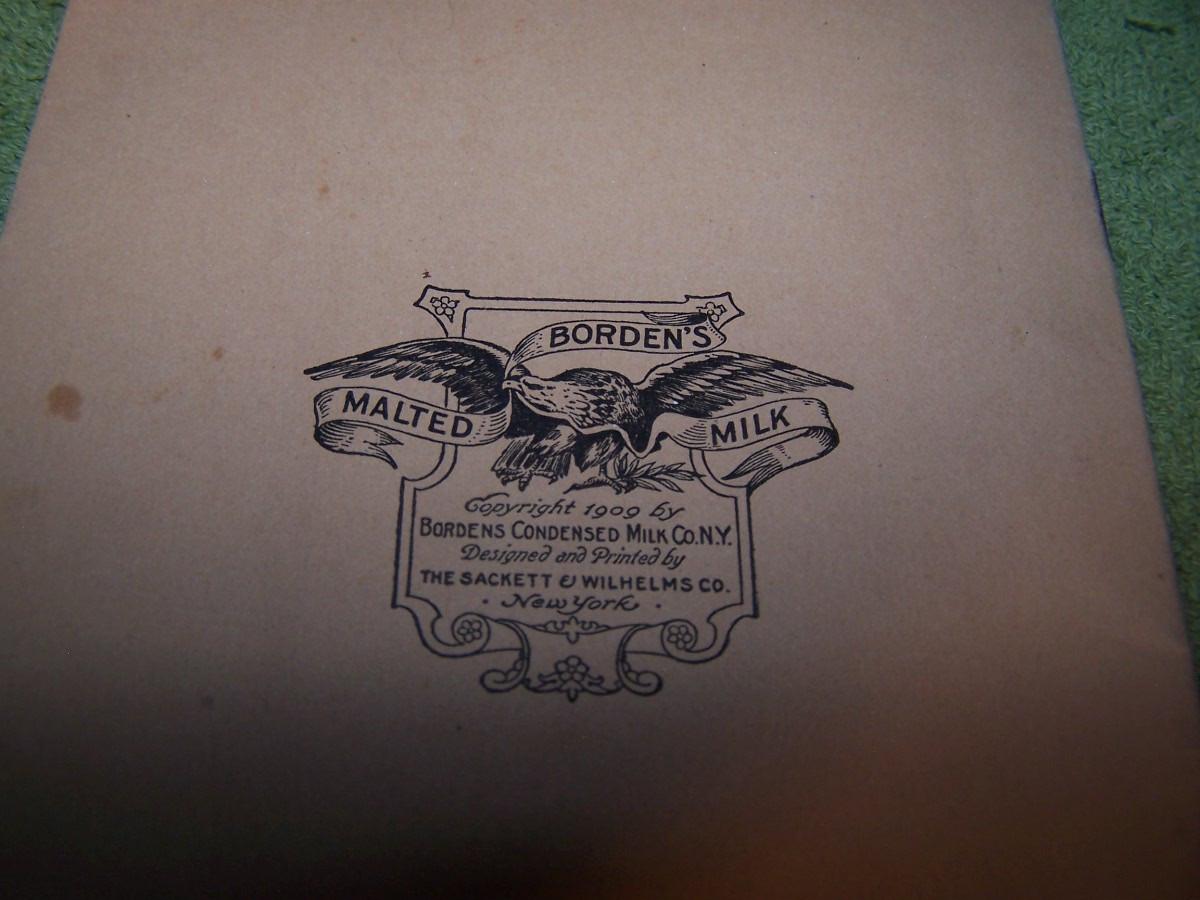 BORDEN'S
MALTED MILK
Copyright 1909 by
BORDENS CONDENSED MILK CO. N.Y.
Designed and Printed by
THE SACKETT & WILHELMS CO.
· New York ·